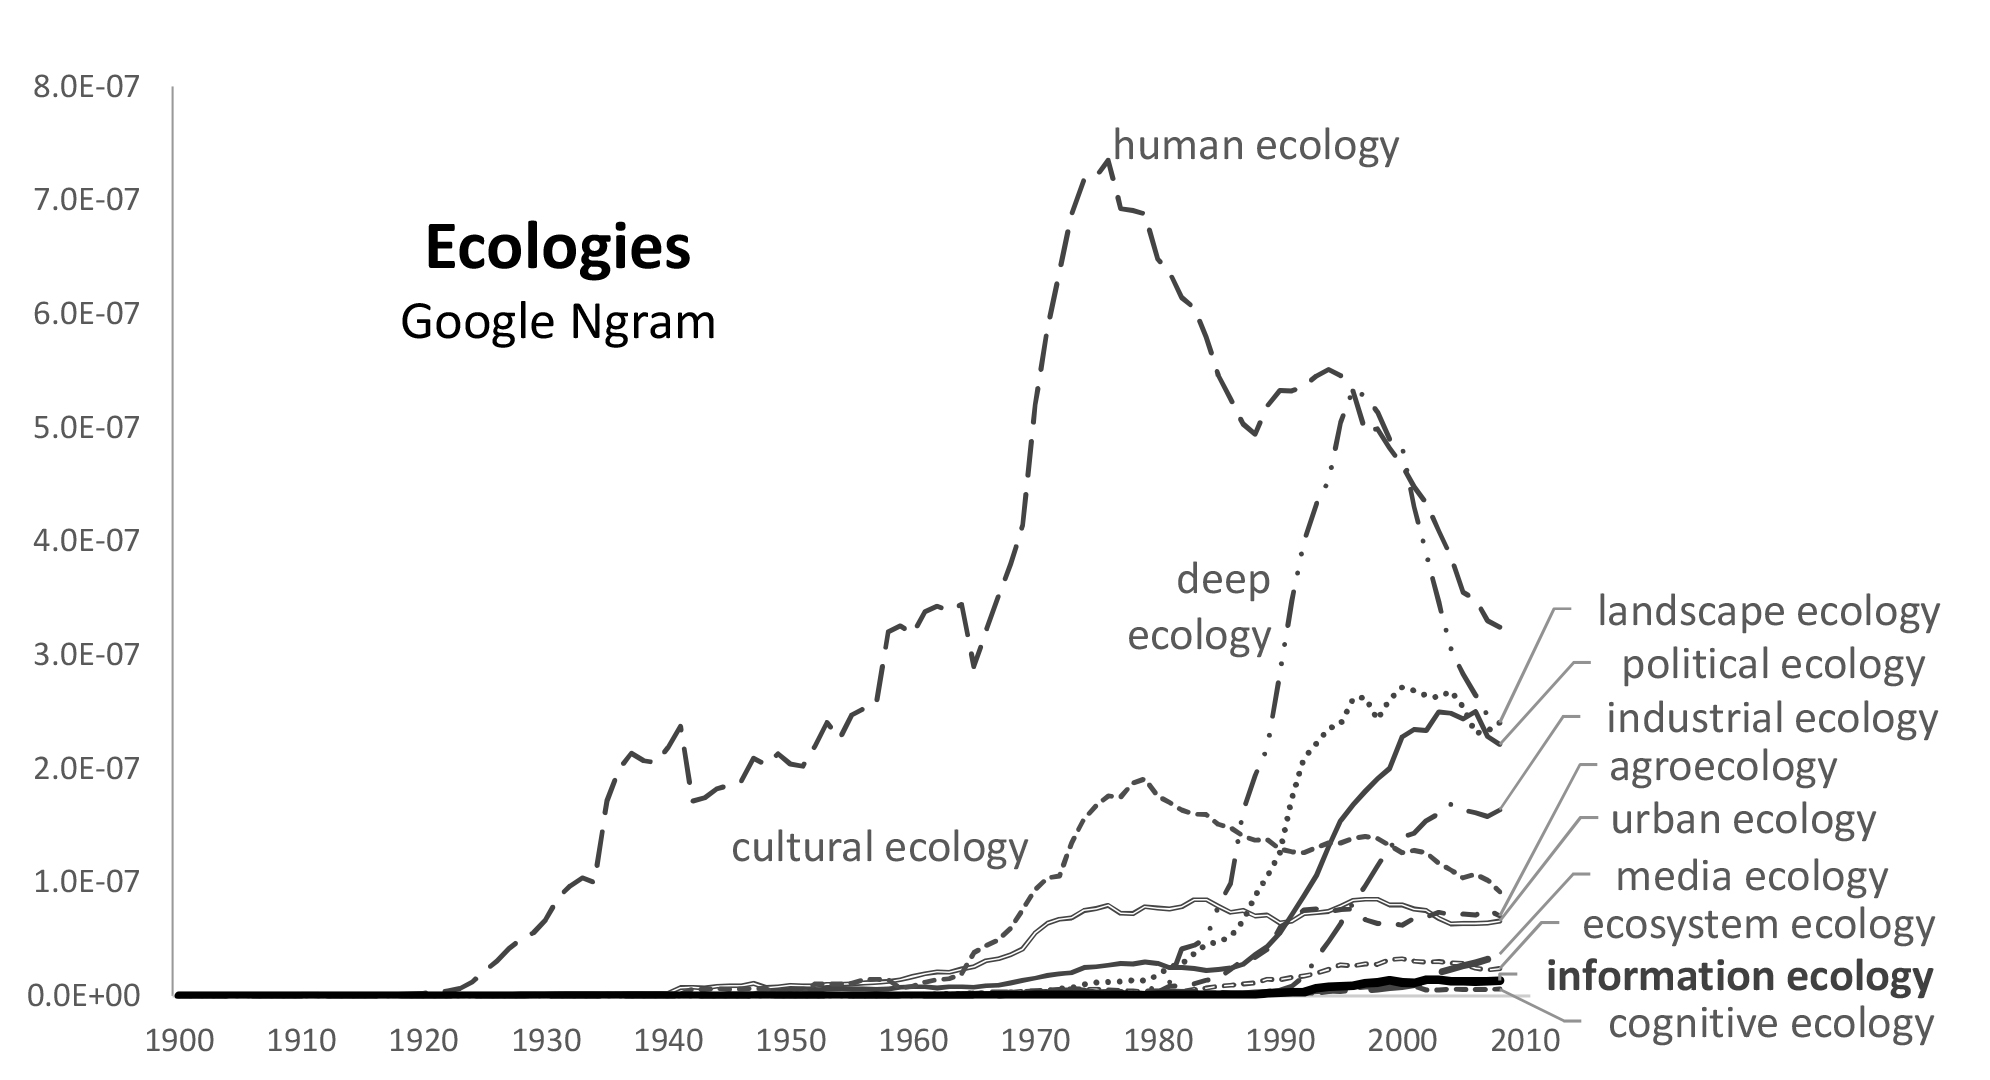 Ecologies
Google Ngram
8.0E-07
7.0E-07
6.0E-07
5.0E-07
4.0E-07
3.0E-07
2.0E-07
1.0E-07
0.0E+00
human ecology
deep
ecology
cultural ecology
landscape ecology
political ecology
industrial ecology
agroecology
urban ecology
media ecology
ecosystem ecology
information ecology
cognitive ecology
1900 1910 1920 1930 1940 1950 1960 1970 1980 1990 2000 2010